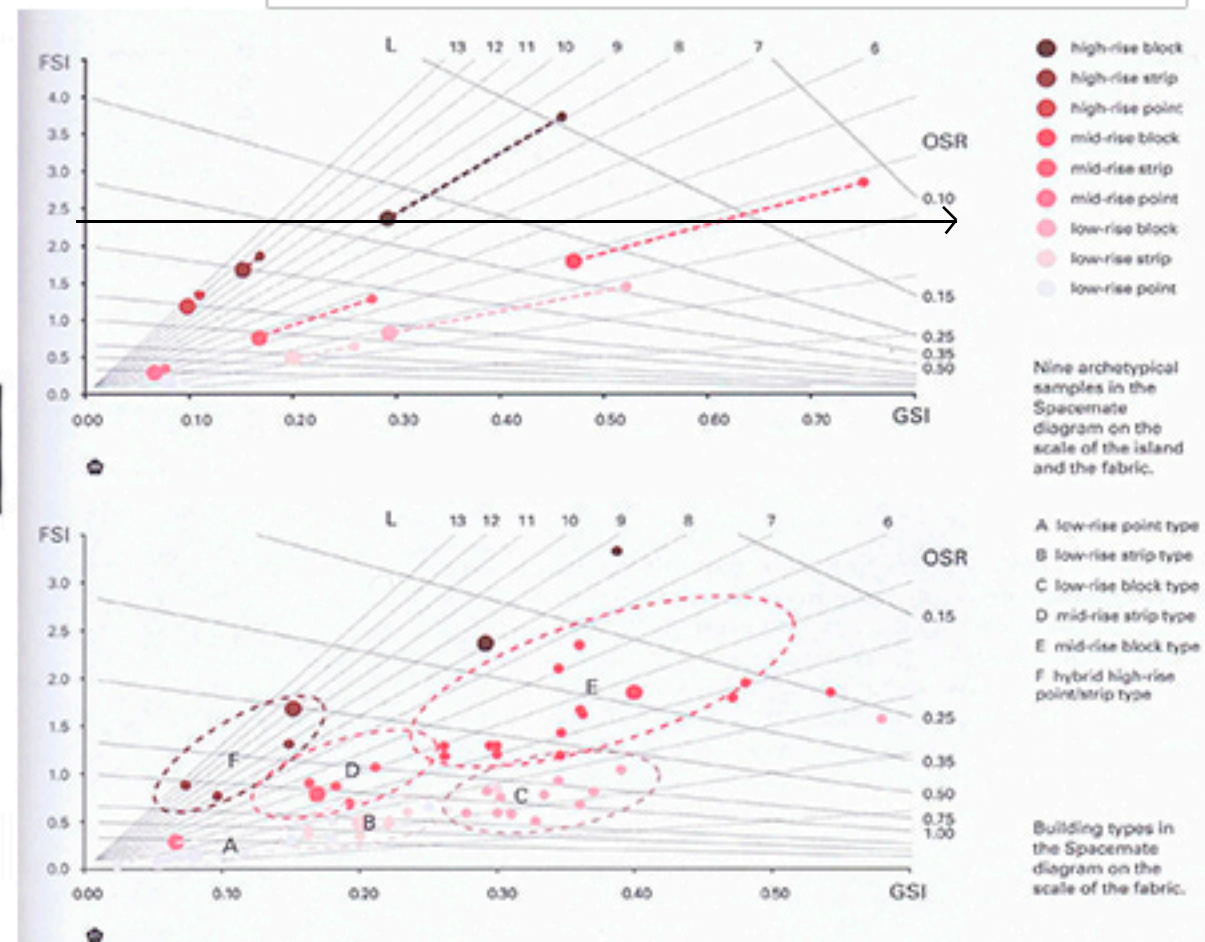 L 13 12 11 10 9 8 7 6
FSI
4.0
3.5
3.0
2.5
2.0
1.5
1.0
0.5
0.0
OSR
0.10
0.15
0.25
0.35
0.50
0.00 0.10 0.20 0.30 0.40 0.50 0.60 0.70 GSI
high-rise block
high-rise strip
high-rise point
mid-rise block
mid-rise strip
mid-rise point
low-rise block
low-rise strip
low-rise point
Nine archetypical
samples in the
Spacemate
diagram on the
scale of the island
and the fabric.
L 13 12 11 10 9 8 7 6
FSI
3.0
2.5
2.0
1.5
1.0
0.5
0.0
OSR
0.15
0.25
0.35
0.50
0.75
1.00
E
F
D
C
B
A
0.00 0.10 0.20 0.30 0.40 0.50 GSI
A low-rise point type
B low-rise strip type
C low-rise block type
D mid-rise strip type
E mid-rise block type
F hybrid high-rise
point/strip type
Building types in
the Spacemate
diagram on the
scale of the fabric.